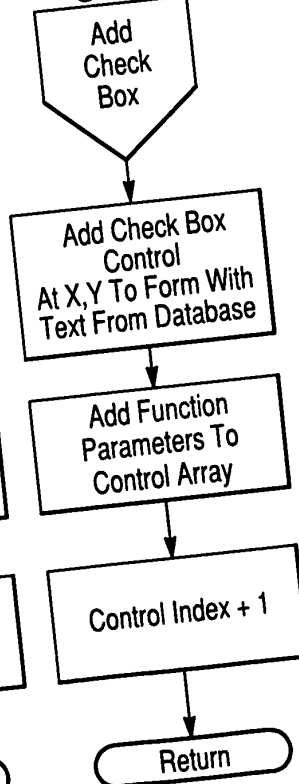 Add
Check
Box
Add Check Box
Control
At X,Y To Form With
Text From Database
Add Function
Parameters To
Control Array
Control Index + 1
Return